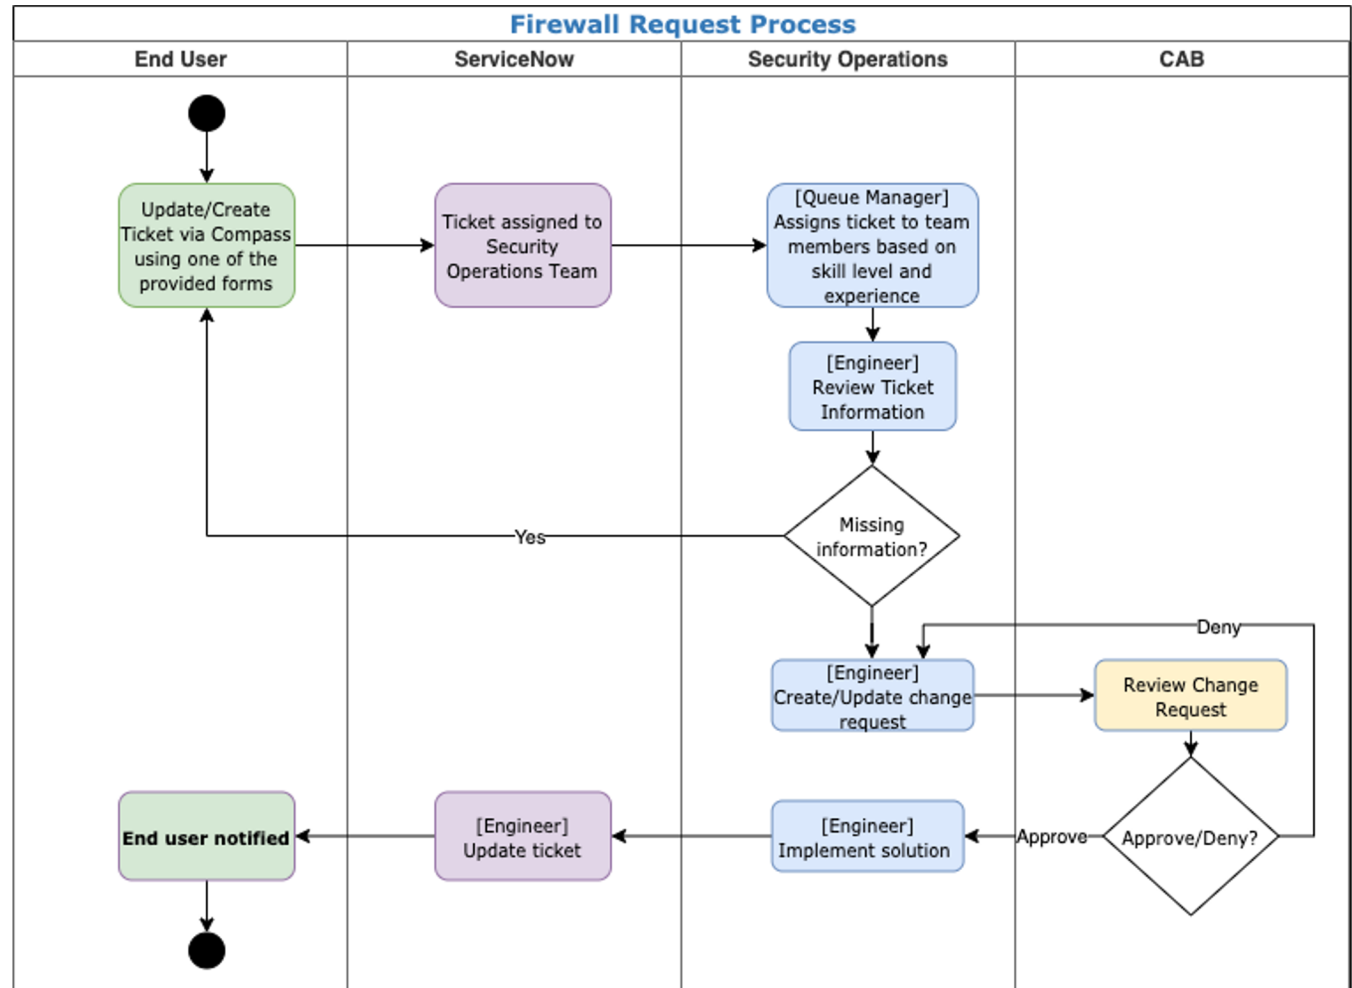 Firewall Request Process
End User
ServiceNow
Security Operations
CAB
Update/Create
Ticket via Compass
using one of the
provided forms
Ticket assigned to
Security
Operations Team
[Queue Manager]
Assigns ticket to team
members based on
skill level and
experience
[Engineer]
Review Ticket
Information
Missing
information?
Yes
Deny
[Engineer]
Create/Update change
request
Review Change
Request
Approve/Deny?
Approve
[Engineer]
Implement solution
[Engineer]
Update ticket
End user notified